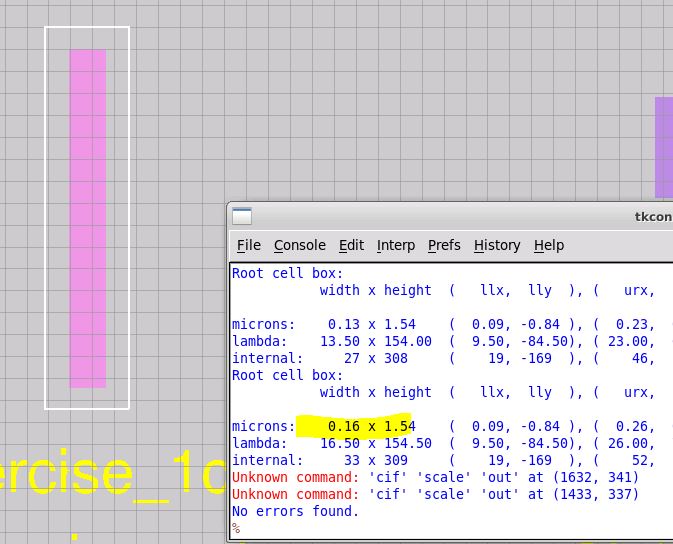 tkcon
File Console Edit Interp Prefs History Help
Root cell box:
width x height ( llx, lly ), ( urx,
microns: 0.13 x 1.54 ( 0.09, -0.84 ), ( 0.23,
lambda: 13.50 x 154.00 ( 9.50, -84.50), ( 23.00,
internal: 27 x 308 ( 19, -169 ), ( 46,
Root cell box:
width x height ( llx, lly ), ( urx,
microns: 0.16 x 1.54 ( 0.09, -0.84 ), ( 0.26,
lambda: 16.50 x 154.50 ( 9.50, -84.50), ( 26.00,
internal: 33 x 309 ( 19, -169 ), ( 52,
Unknown command: 'cif' 'scale' 'out' at (1632, 341)
Unknown command: 'cif' 'scale' 'out' at (1433, 337)
No errors found.
%
ercise_1c